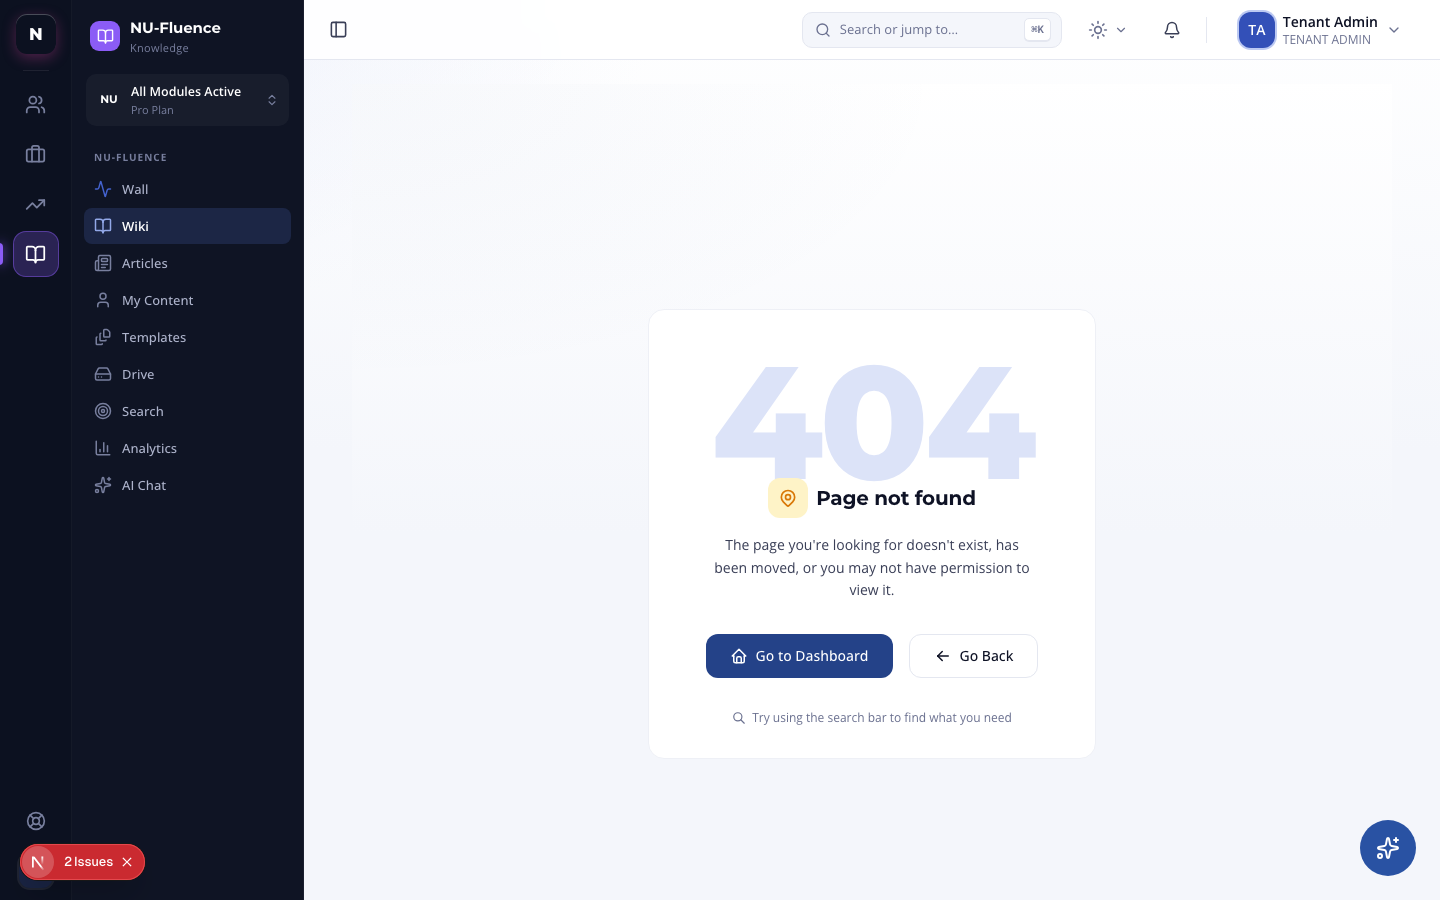 N
NU-Fluence
Knowledge
NU
All Modules Active
Pro Plan
NU-FLUENCE
Wall
Wiki
Articles
My Content
Templates
Drive
Search
Analytics
AI Chat
N
2 Issues
Search or jump to...
⌘K
TA
Tenant Admin
TENANT ADMIN
404
Page not found
The page you're looking for doesn't exist, has
been moved, or you may not have permission to
view it.
Go to Dashboard
Go Back
Try using the search bar to find what you need